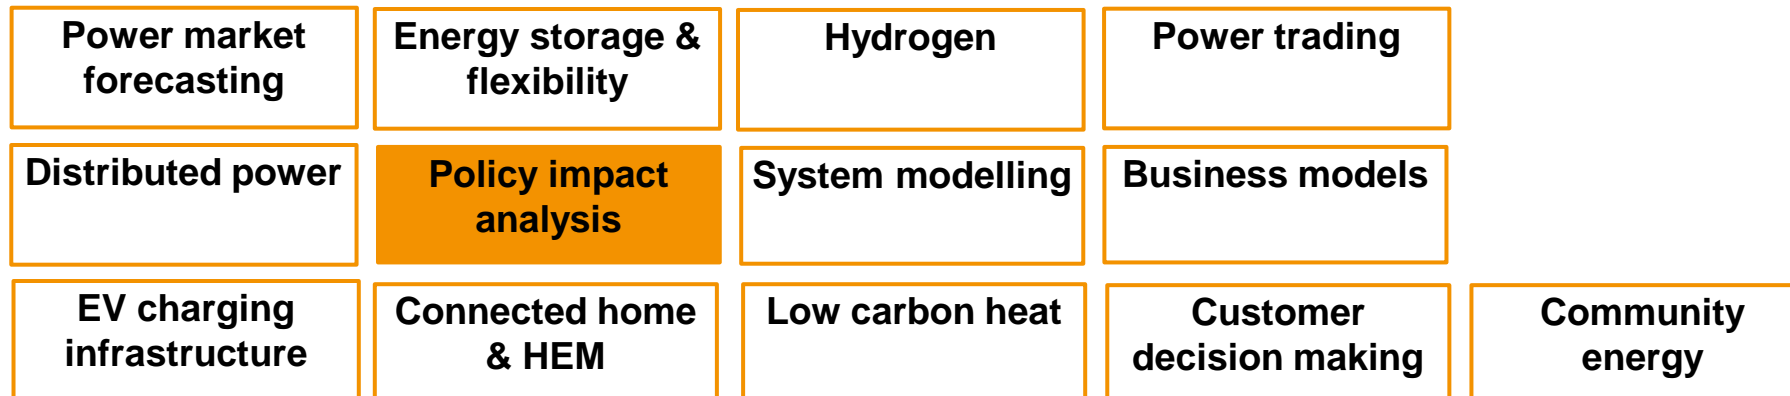 Power market
forecasting
Energy storage &
flexibility
Hydrogen
Power trading
Distributed power
Policy impact
analysis
System modelling
Business models
EV charging
infrastructure
Connected home
& HEM
Low carbon heat
Customer
decision making
Community
energy